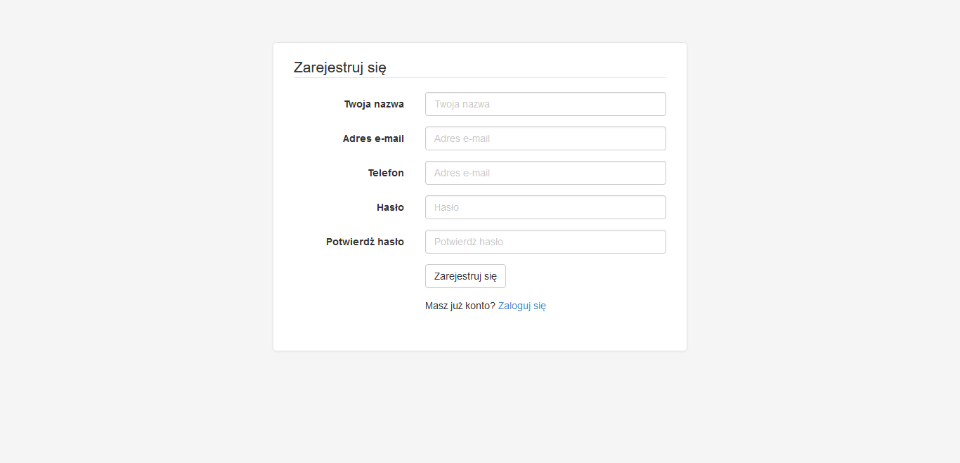 Zarejestruj się
Twoja nazwa Twoja nazwa
Adres e-mail Adres e-mail
Telefon Adres e-mail
Hasło Hasło
Potwierdź hasło Potwierdź hasło
Zarejestruj się
Masz już konto? Zaloguj się